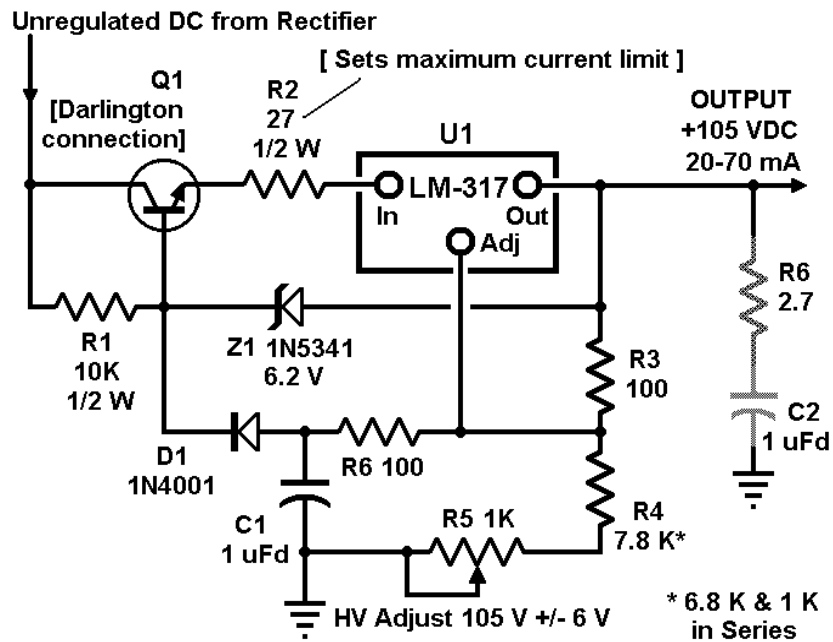 Unregulated DC from Rectifier
[ Sets maximum current limit ]
Q1
[Darlington
connection]
R2
27
1/2 W
U1
OUTPUT
+105 VDC
20-70 mA
LM-317
In
Out
Adj
R1
10K
1/2 W
Z1 1N5341
6.2 V
R3
100
R6
2.7
D1
1N4001
R6 100
C2
1 uFd
C1
1 uFd
R5 1K
R4
7.8 K*
HV Adjust 105 V +/- 6 V
* 6.8 K & 1 K
in Series